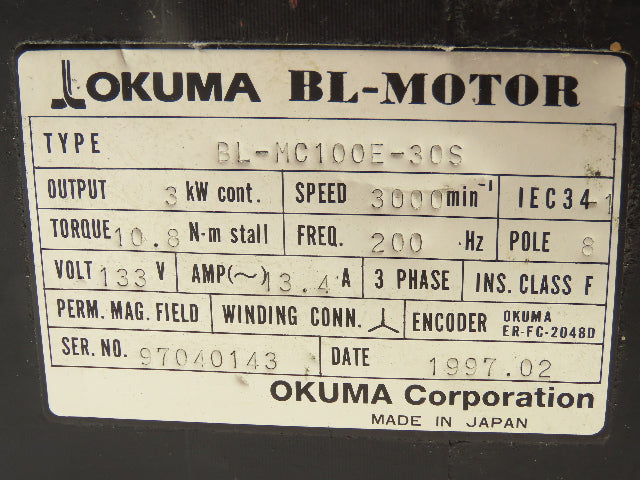 OKUMA BL-MOTOR
TYPE BL-MC100E-30S
OUTPUT 3 kW cont. SPEED 3000 min⁻¹ IEC34-1
TORQUE 10.8 N-m stall FREQ. 200 Hz POLE 8
VOLT 133 V AMP(~) 13.4 A 3 PHASE INS. CLASS F
PERM. MAG. FIELD WINDING CONN. ENCODER OKUMA ER-FC-2048D
SER. NO. 97040143 DATE 1997.02
OKUMA Corporation
MADE IN JAPAN